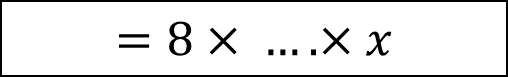 = 8 × ... .× x